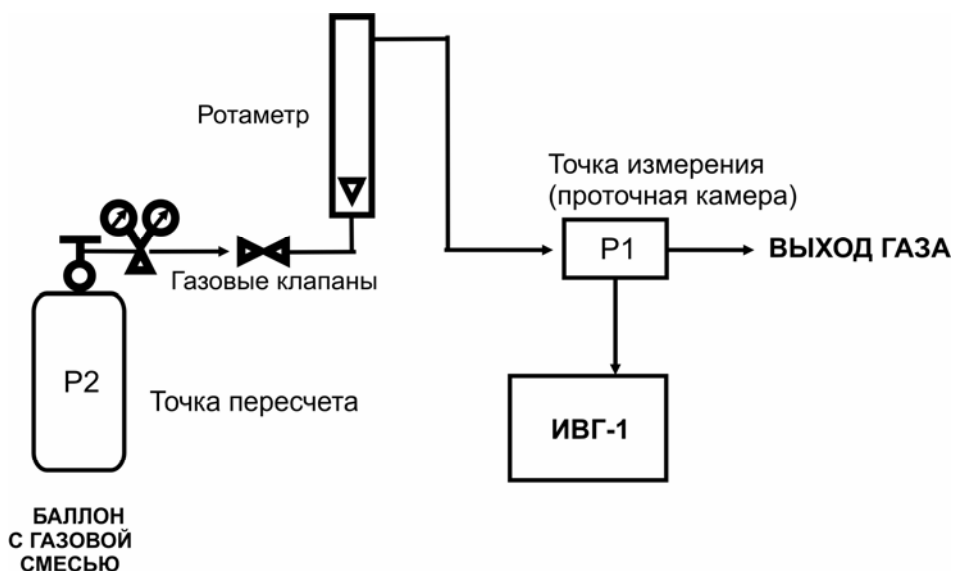 Ротаметр
Точка измерения
(проточная камера)
P1
ВЫХОД ГАЗА
Газовые клапаны
P2
Точка пересчета
ИВГ-1
БАЛЛОН
С ГАЗОВОЙ
СМЕСЬЮ